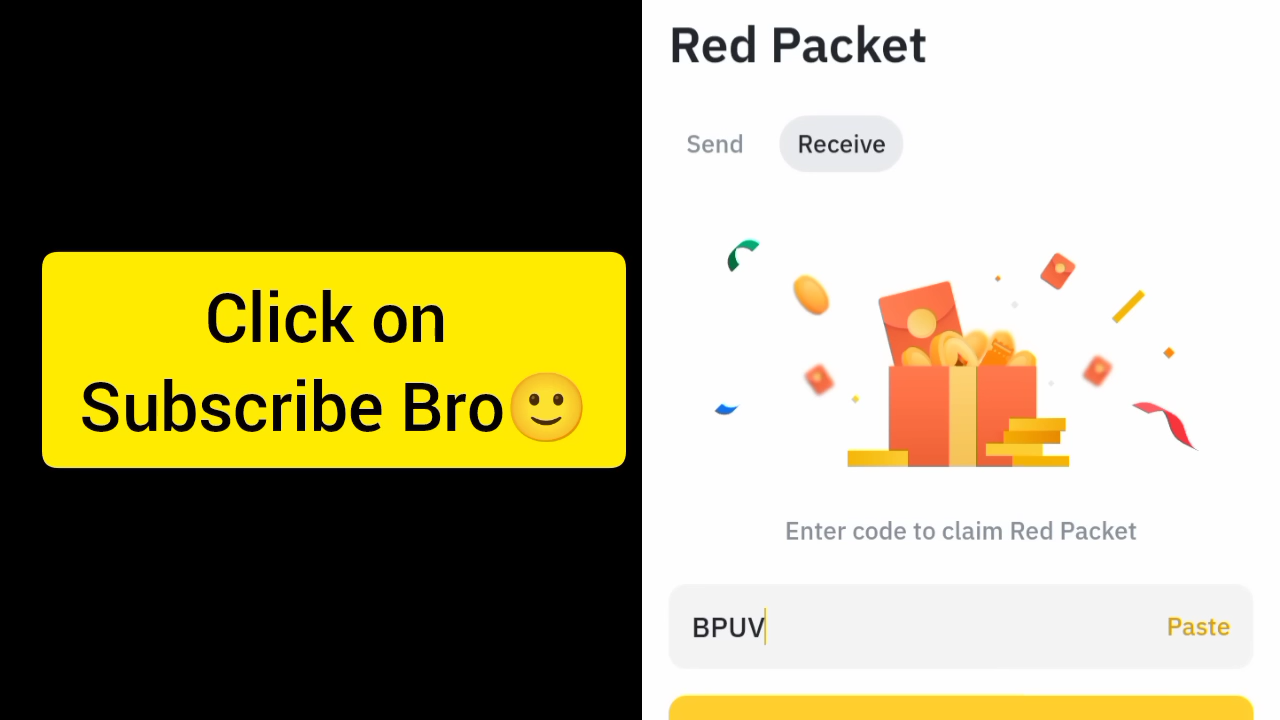 Click on
Subscribe Bro🙂
Red Packet
Send
Receive
Enter code to claim Red Packet
BPUV
Paste